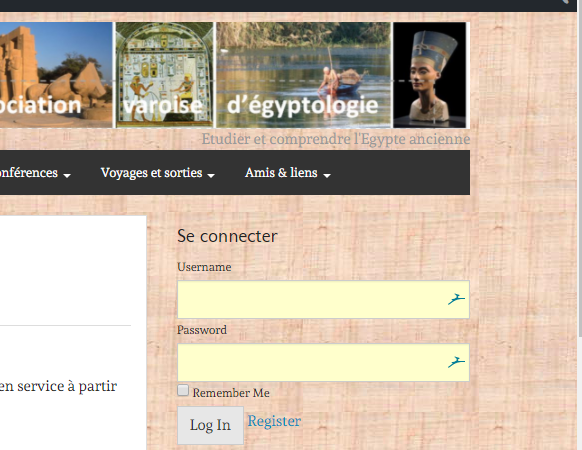 ociation varoise d'égyptologie
Etudier et comprendre l'Egypte ancienne
onférences Voyages et sorties Amis & liens
Se connecter
Username
Password
en service à partir
Remember Me
Log In Register